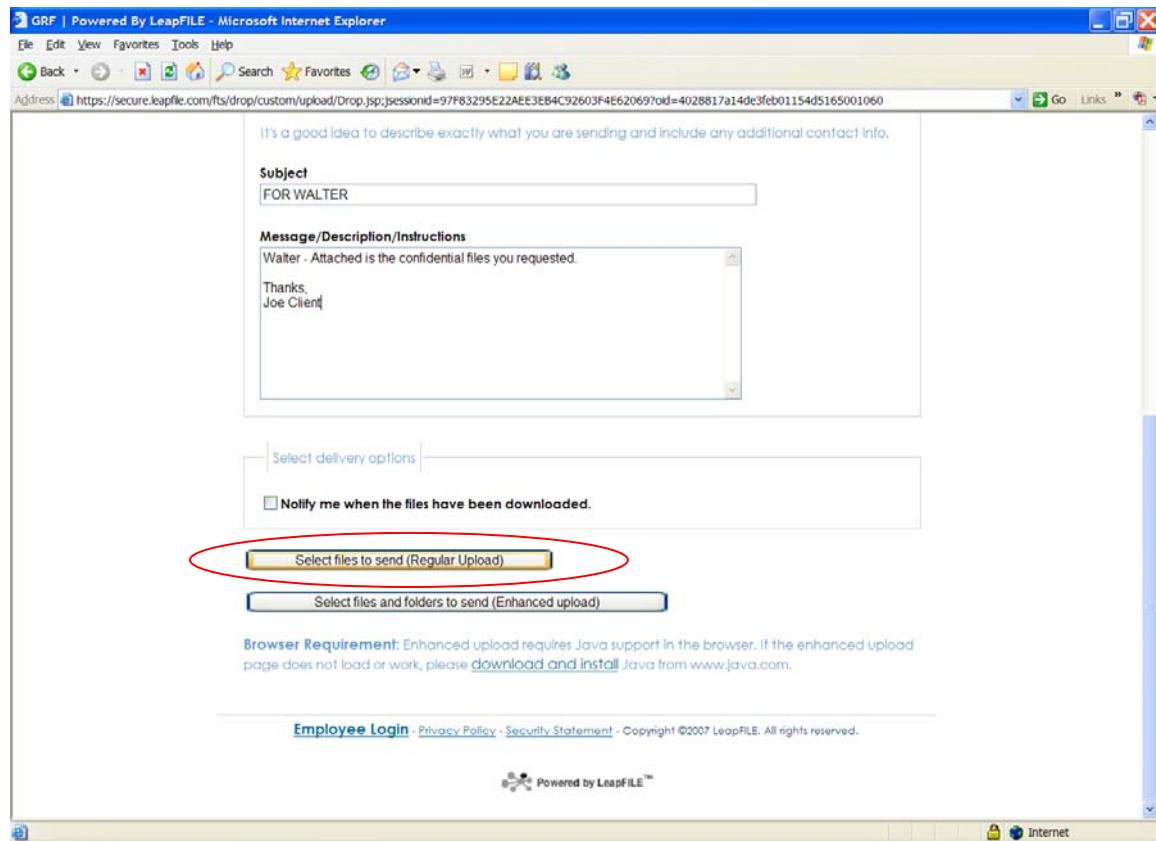 GRF | Powered By LeapFILE - Microsoft Internet Explorer
File Edit View Favorites Tools Help
Back Search Favorites
Address https://secure.leapfile.com/fts/drop/custom/upload/Drop.jsp;jsessionid=97F83295E22AEE3EB4C92603F4E62069?oid=4028817a14de3feb01154d5165001060 Go Links »
It's a good idea to describe exactly what you are sending and include any additional contact info.
Subject
FOR WALTER
Message/Description/Instructions
Walter - Attached is the confidential files you requested.
Thanks,
Joe Client
Select delivery options
Notify me when the files have been downloaded.
Select files to send (Regular Upload)
Select files and folders to send (Enhanced upload)
Browser Requirement: Enhanced upload requires Java support in the browser. If the enhanced upload
page does not load or work, please download and install Java from www.java.com.
Employee Login - Privacy Policy - Security Statement - Copyright ©2007 LeapFILE. All rights reserved.
Powered by LeapFILE™
Internet